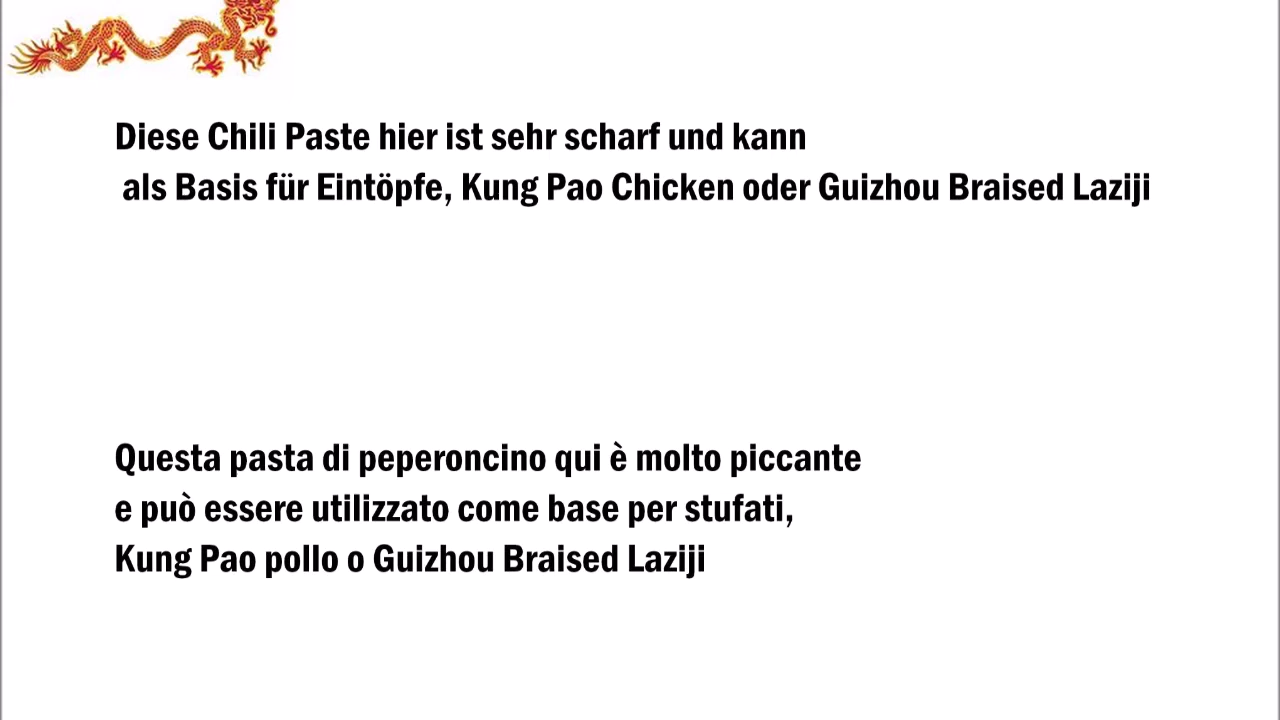 Diese Chili Paste hier ist sehr scharf und kann
als Basis für Eintöpfe, Kung Pao Chicken oder Guizhou Braised Laziji
Questa pasta di peperoncino qui è molto piccante
e può essere utilizzato come base per stufati,
Kung Pao pollo o Guizhou Braised Laziji